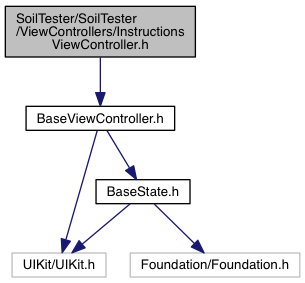 SoilTester/SoilTester
/ViewControllers/Instructions
ViewController.h
BaseViewController.h
BaseState.h
UIKit/UIKit.h
Foundation/Foundation.h